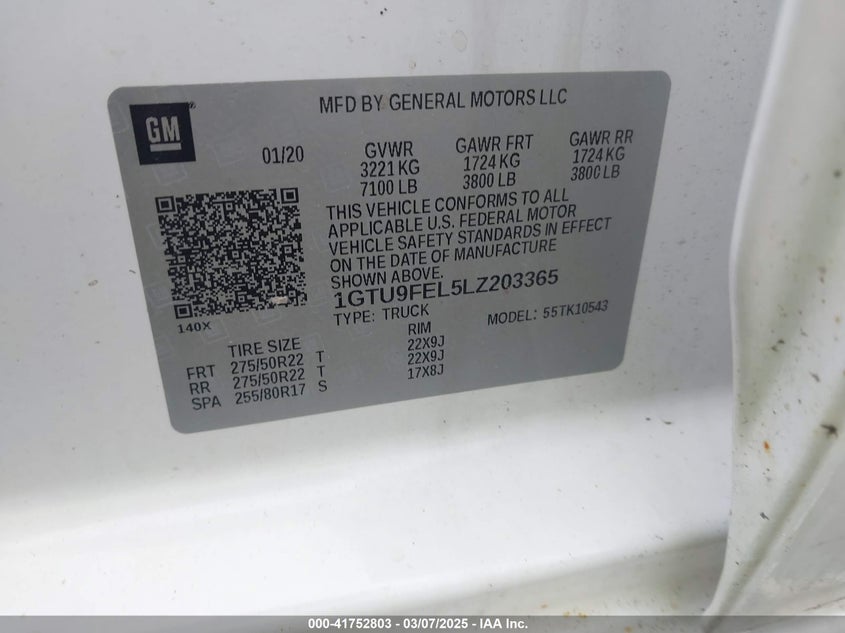 GM
MFD BY GENERAL MOTORS LLC
01/20
GVWR
3221 KG
7100 LB
GAWR FRT
1724 KG
3800 LB
GAWR RR
1724 KG
3800 LB
THIS VEHICLE CONFORMS TO ALL
APPLICABLE U.S. FEDERAL MOTOR
VEHICLE SAFETY STANDARDS IN EFFECT
ON THE DATE OF MANUFACTURE
SHOWN ABOVE.
1GTU9FEL5LZ203365
TYPE: TRUCK
MODEL: 55TK10543
140X
TIRE SIZE RIM
FRT 275/50R22 T 22X9J
RR 275/50R22 T 22X9J
SPA 255/80R17 S 17X8J
000-41752803 — 03/07/2025 — IAA Inc.